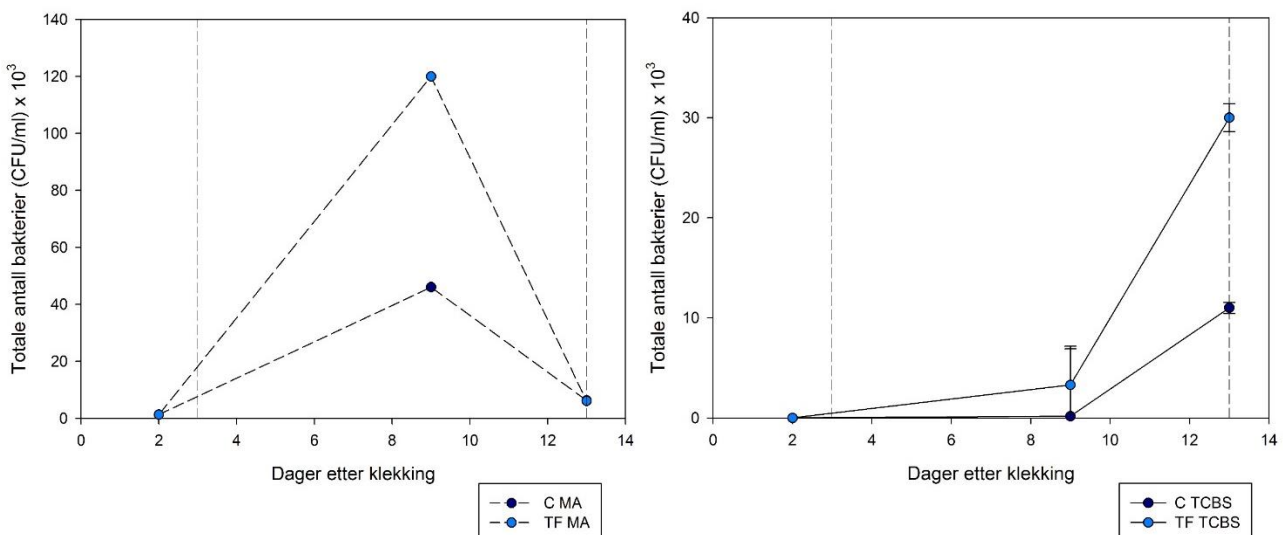 Totale antall bakterier (CFU/ml) x 10³
140
120
100
80
60
40
20
0
0 2 4 6 8 10 12 14
Dager etter klekking
C MA
TF MA
Totale antall bakterier (CFU/ml) x 10³
40
30
20
10
0
0 2 4 6 8 10 12 14
Dager etter klekking
C TCBS
TF TCBS